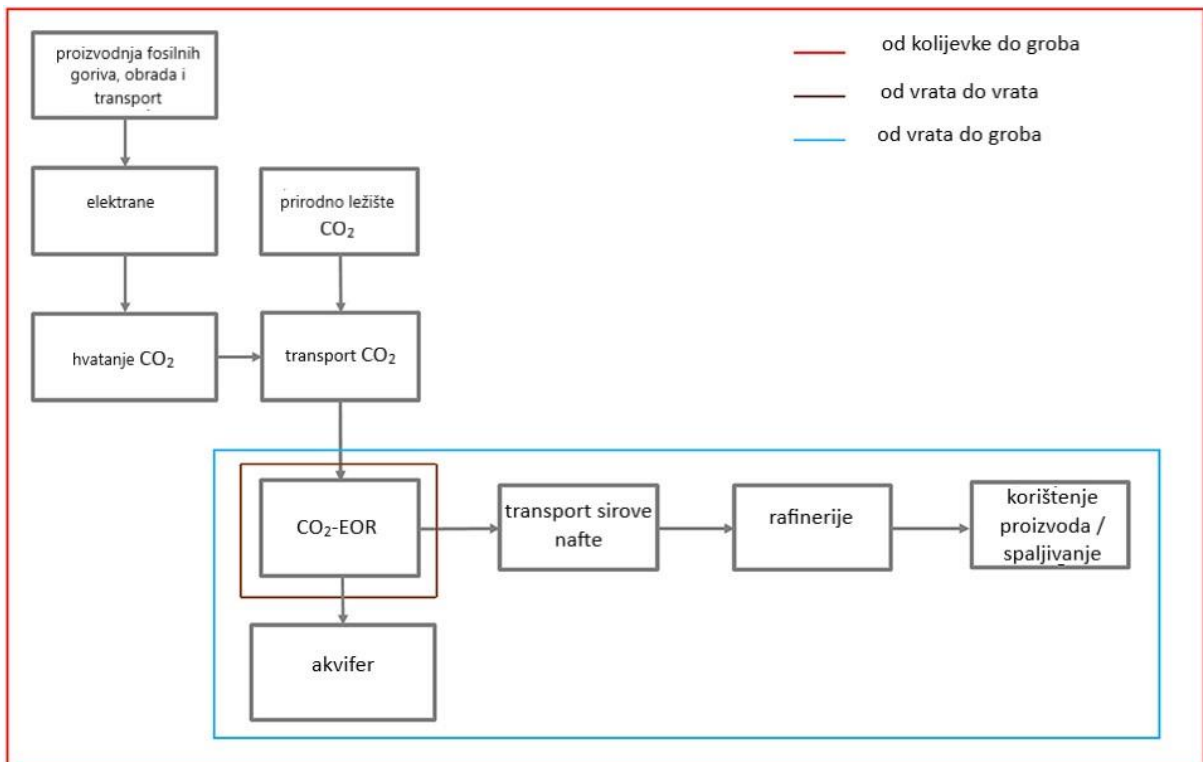 proizvodnja fosilnih
goriva, obrada i
transport
od kolijevke do groba
od vrata do vrata
od vrata do groba
elektrane
prirodno ležište
CO₂
hvatanje CO₂
transport CO₂
CO₂-EOR
transport sirove
nafte
rafinerije
korištenje
proizvoda /
spaljivanje
akvifer